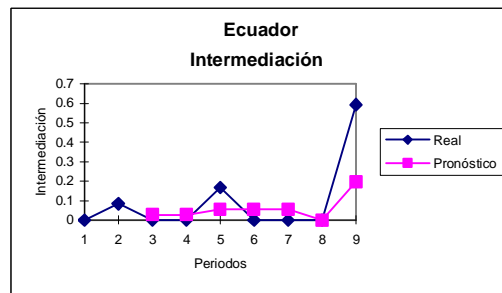 Ecuador
Intermediación
0.7
0.6
0.5
0.4
0.3
0.2
0.1
0
Intermediación
1 2 3 4 5 6 7 8 9
Periodos
Real
Pronóstico